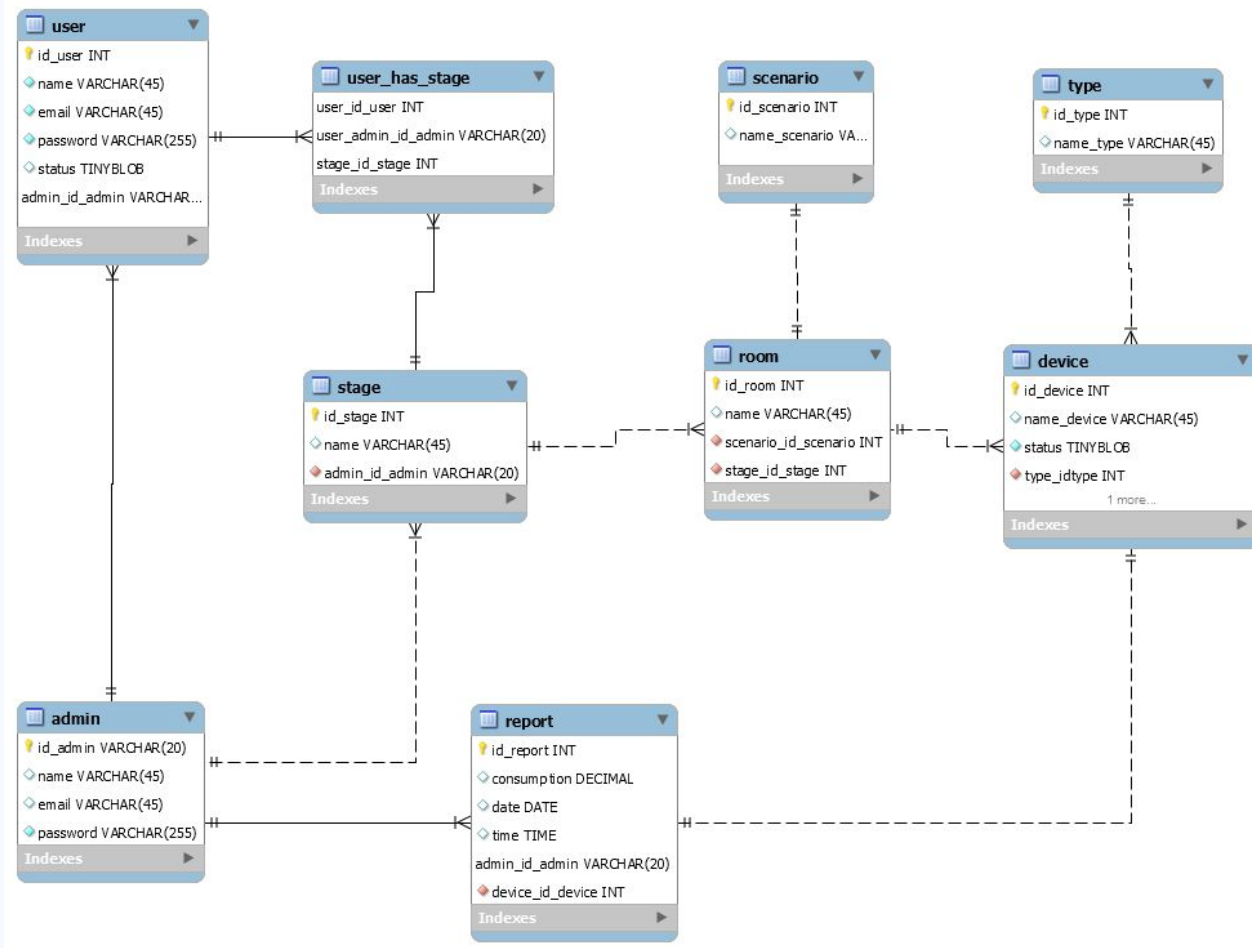 user
id_user INT
name VARCHAR(45)
email VARCHAR(45)
password VARCHAR(255)
status TINYBLOB
admin_id_admin VARCHAR...
Indexes
user_has_stage
user_id_user INT
user_admin_id_admin VARCHAR(20)
stage_id_stage INT
Indexes
scenario
id_scenario INT
name_scenario VA...
Indexes
type
id_type INT
name_type VARCHAR(45)
Indexes
stage
id_stage INT
name VARCHAR(45)
admin_id_admin VARCHAR(20)
Indexes
room
id_room INT
name VARCHAR(45)
scenario_id_scenario INT
stage_id_stage INT
Indexes
device
id_device INT
name_device VARCHAR(45)
status TINYBLOB
type_idtype INT
1 more...
Indexes
admin
id_admin VARCHAR(20)
name VARCHAR(45)
email VARCHAR(45)
password VARCHAR(255)
Indexes
report
id_report INT
consumption DECIMAL
date DATE
time TIME
admin_id_admin VARCHAR(20)
device_id_device INT
Indexes